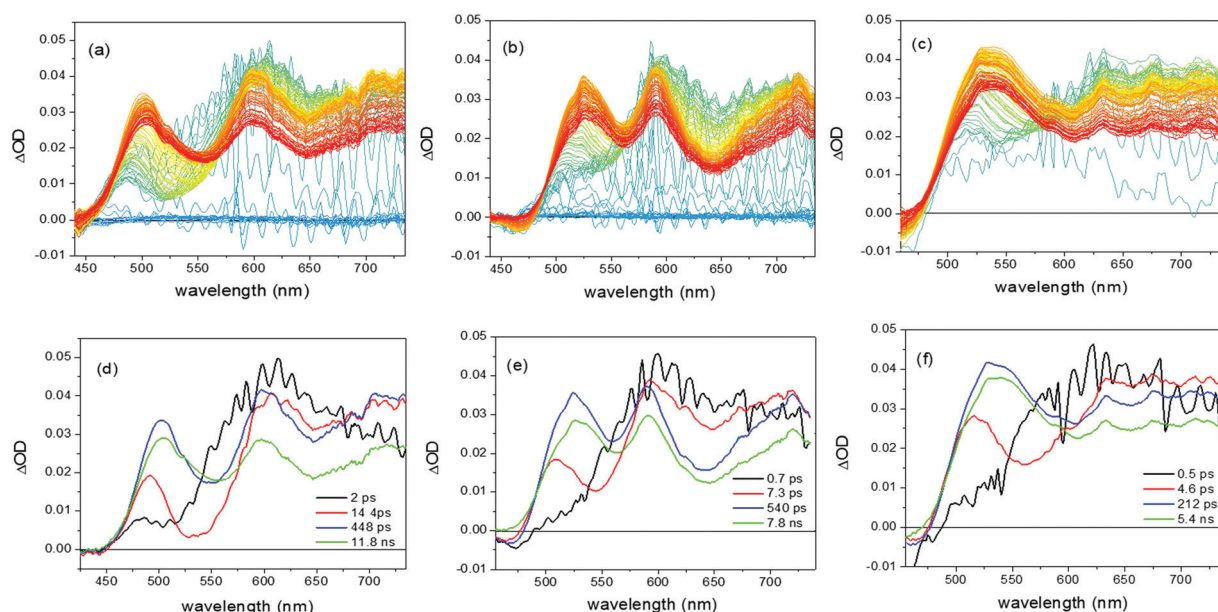 (a)
0.05
0.04
0.03
0.02
0.01
0.00
-0.01
ΔOD
450 500 550 600 650 700
wavelength (nm)
(b)
0.05
0.04
0.03
0.02
0.01
0.00
-0.01
ΔOD
450 500 550 600 650 700
wavelength (nm)
(c)
0.05
0.04
0.03
0.02
0.01
0.00
-0.01
ΔOD
500 550 600 650 700
wavelength (nm)
(d)
0.05
0.04
0.03
0.02
0.01
0.00
ΔOD
2 ps
14 4ps
448 ps
11.8 ns
450 500 550 600 650 700
wavelength (nm)
(e)
0.05
0.04
0.03
0.02
0.01
0.00
-0.01
ΔOD
0.7 ps
7.3 ps
540 ps
7.8 ns
500 550 600 650 700
wavelength (nm)
(f)
0.05
0.04
0.03
0.02
0.01
0.00
-0.01
ΔOD
0.5 ps
4.6 ps
212 ps
5.4 ns
500 550 600 650 700
wavelength (nm)